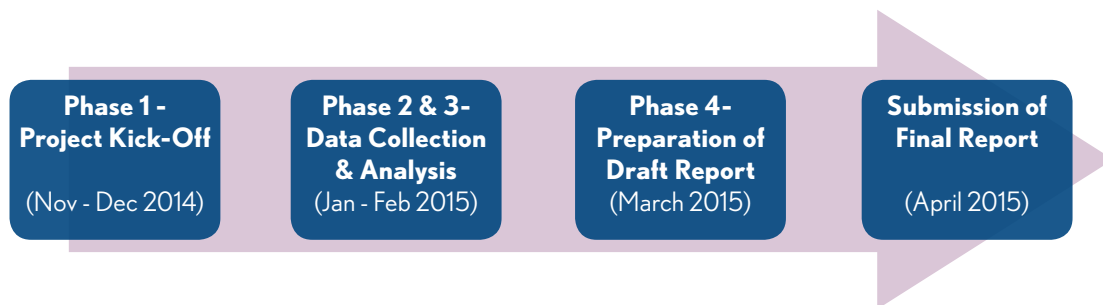 Phase 1 -
Project Kick-Off
(Nov - Dec 2014)
Phase 2 & 3-
Data Collection
& Analysis
(Jan - Feb 2015)
Phase 4-
Preparation of
Draft Report
(March 2015)
Submission of
Final Report
(April 2015)